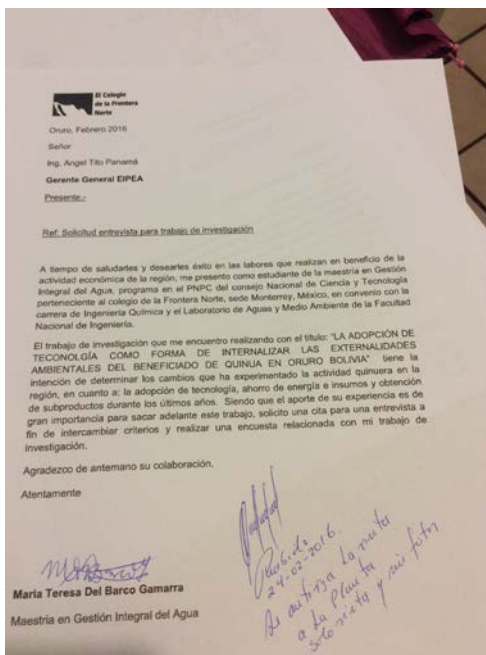 El Colegio
de la Frontera
Norte
Oruro, Febrero 2016
Señor
Ing. Angel Tito Panamá
Gerente General EIPEA
Presente.-
Ref: Solicitud entrevista para trabajo de investigación
A tiempo de saludarles y desearles éxito en las labores que realizan en beneficio de la
actividad económica de la región, me presento como estudiante de la maestría en Gestión
Integral del Agua, programa en el PNPC del consejo Nacional de Ciencia y Tecnología
perteneciente al colegio de la Frontera Norte, sede Monterrey, México, en convenio con la
carrera de Ingeniería Química y el Laboratorio de Aguas y Medio Ambiente de la Facultad
Nacional de Ingeniería.
El trabajo de investigación que me encuentro realizando con el titulo: "LA ADOPCIÓN DE
TECONOLGÍA COMO FORMA DE INTERNALIZAR LAS EXTERNALIDADES
AMBIENTALES DEL BENEFICIADO DE QUINUA EN ORURO BOLIVIA" tiene la
intención de determinar los cambios que ha experimentado la actividad quinuera en la
región, en cuanto a: la adopción de tecnología, ahorro de energía e insumos y obtención
de subproductos durante los últimos años. Siendo que el aporte de su experiencia es de
gran importancia para sacar adelante este trabajo, solicito una cita para una entrevista a
fin de intercambiar criterios y realizar una encuesta relacionada con mi trabajo de
investigación.
Agradezco de antemano su colaboración,
Atentamente
María Teresa Del Barco Gamarra
Maestria en Gestión Integral del Agua
Recibido
24-02-2016.
Se autoriza la visita
a la Planta
solo visita y sin fotos